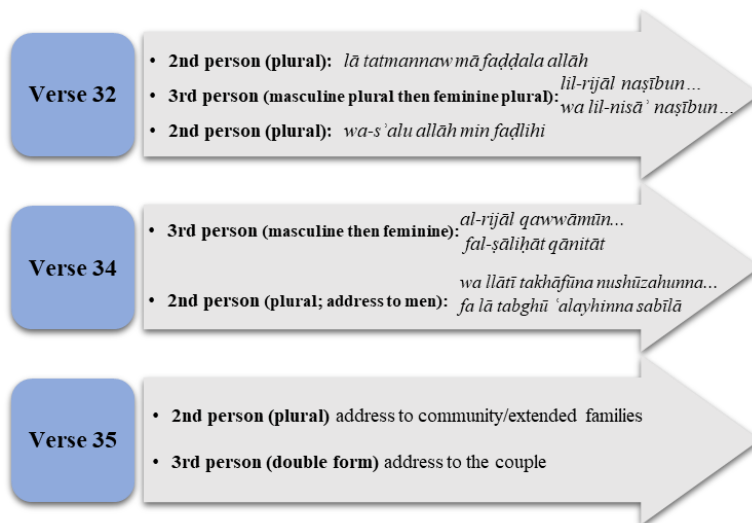 Verse 32
• 2nd person (plural): lā tatmannaw mā faḍḍala allāh
• 3rd person (masculine plural then feminine plural): lil-rijāl naṣībun…
wa lil-nisāʾ naṣībun…
• 2nd person (plural): wa-sʾalu allāh min faḍlihi
Verse 34
• 3rd person (masculine then feminine): al-rijāl qawwāmūn…
fal-ṣāliḥāt qānitāt
wa llātī takhāfūna nushūzahunna…
• 2nd person (plural; address to men): fa lā tabghū ʿalayhinna sabīlā
Verse 35
• 2nd person (plural) address to community/extended families
• 3rd person (double form) address to the couple